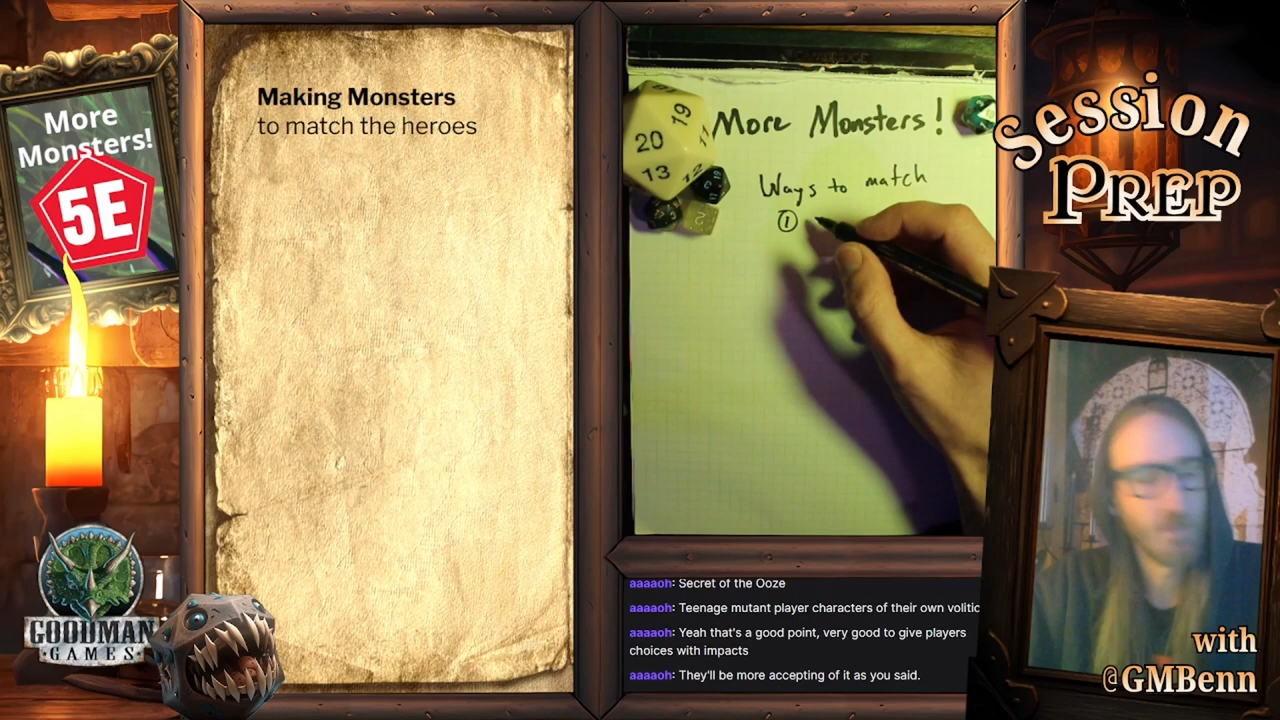 More
Monsters!
5E
GOODMAN
GAMES
Making Monsters
to match the heroes
20
19
13
12
More Monsters!
Ways to match
①
aaaaoh: Secret of the Ooze
aaaaoh: Teenage mutant player characters of their own volitic
aaaaoh: Yeah that's a good point, very good to give players
choices with impacts
aaaaoh: They'll be more accepting of it as you said.
Session
PREP
with
@GMBenn